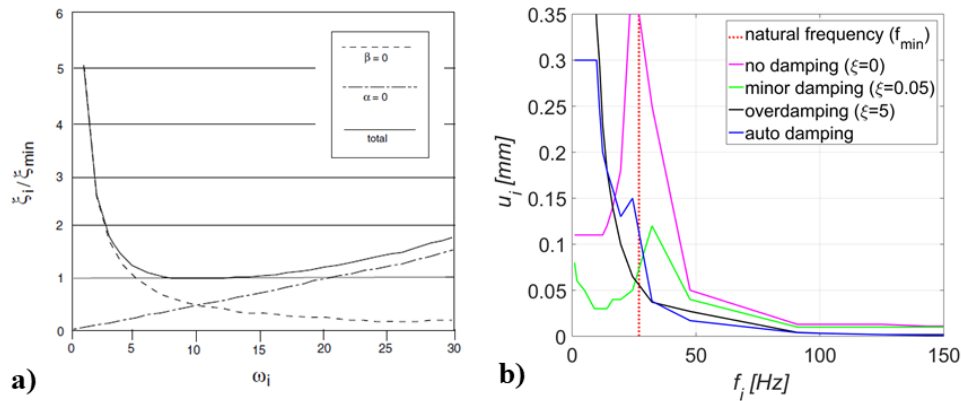 6
5
4
3
2
1
0
ξi/ξmin
β = 0
α = 0
total
0
5
10
15
20
25
30
a)
ωi
0.35
0.3
0.25
0.2
0.15
0.1
0.05
0
ui [mm]
natural frequency (fmin)
no damping (ξ=0)
minor damping (ξ=0.05)
overdamping (ξ=5)
auto damping
0
50
100
150
b)
fi [Hz]